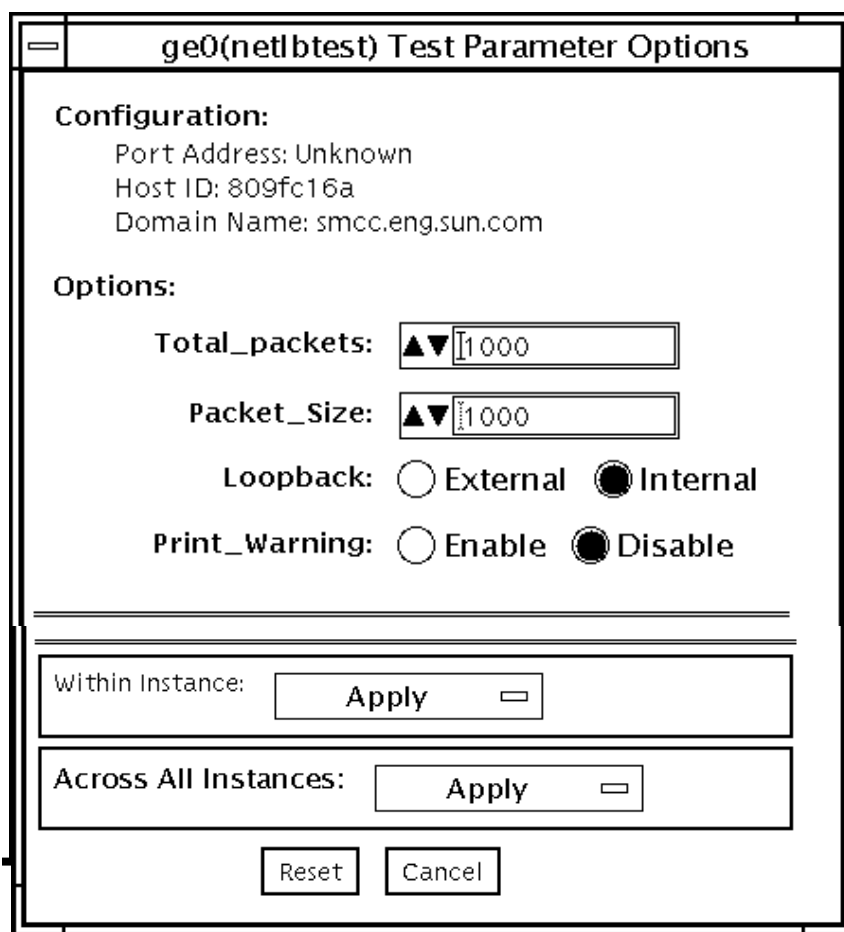 ge0(netlbtest) Test Parameter Options
Configuration:
Port Address: Unknown
Host ID: 809fc16a
Domain Name: smcc.eng.sun.com
Options:
Total_packets: 1000
Packet_Size: 1000
Loopback: External Internal
Print_Warning: Enable Disable
Within Instance: Apply
Across All Instances: Apply
Reset Cancel